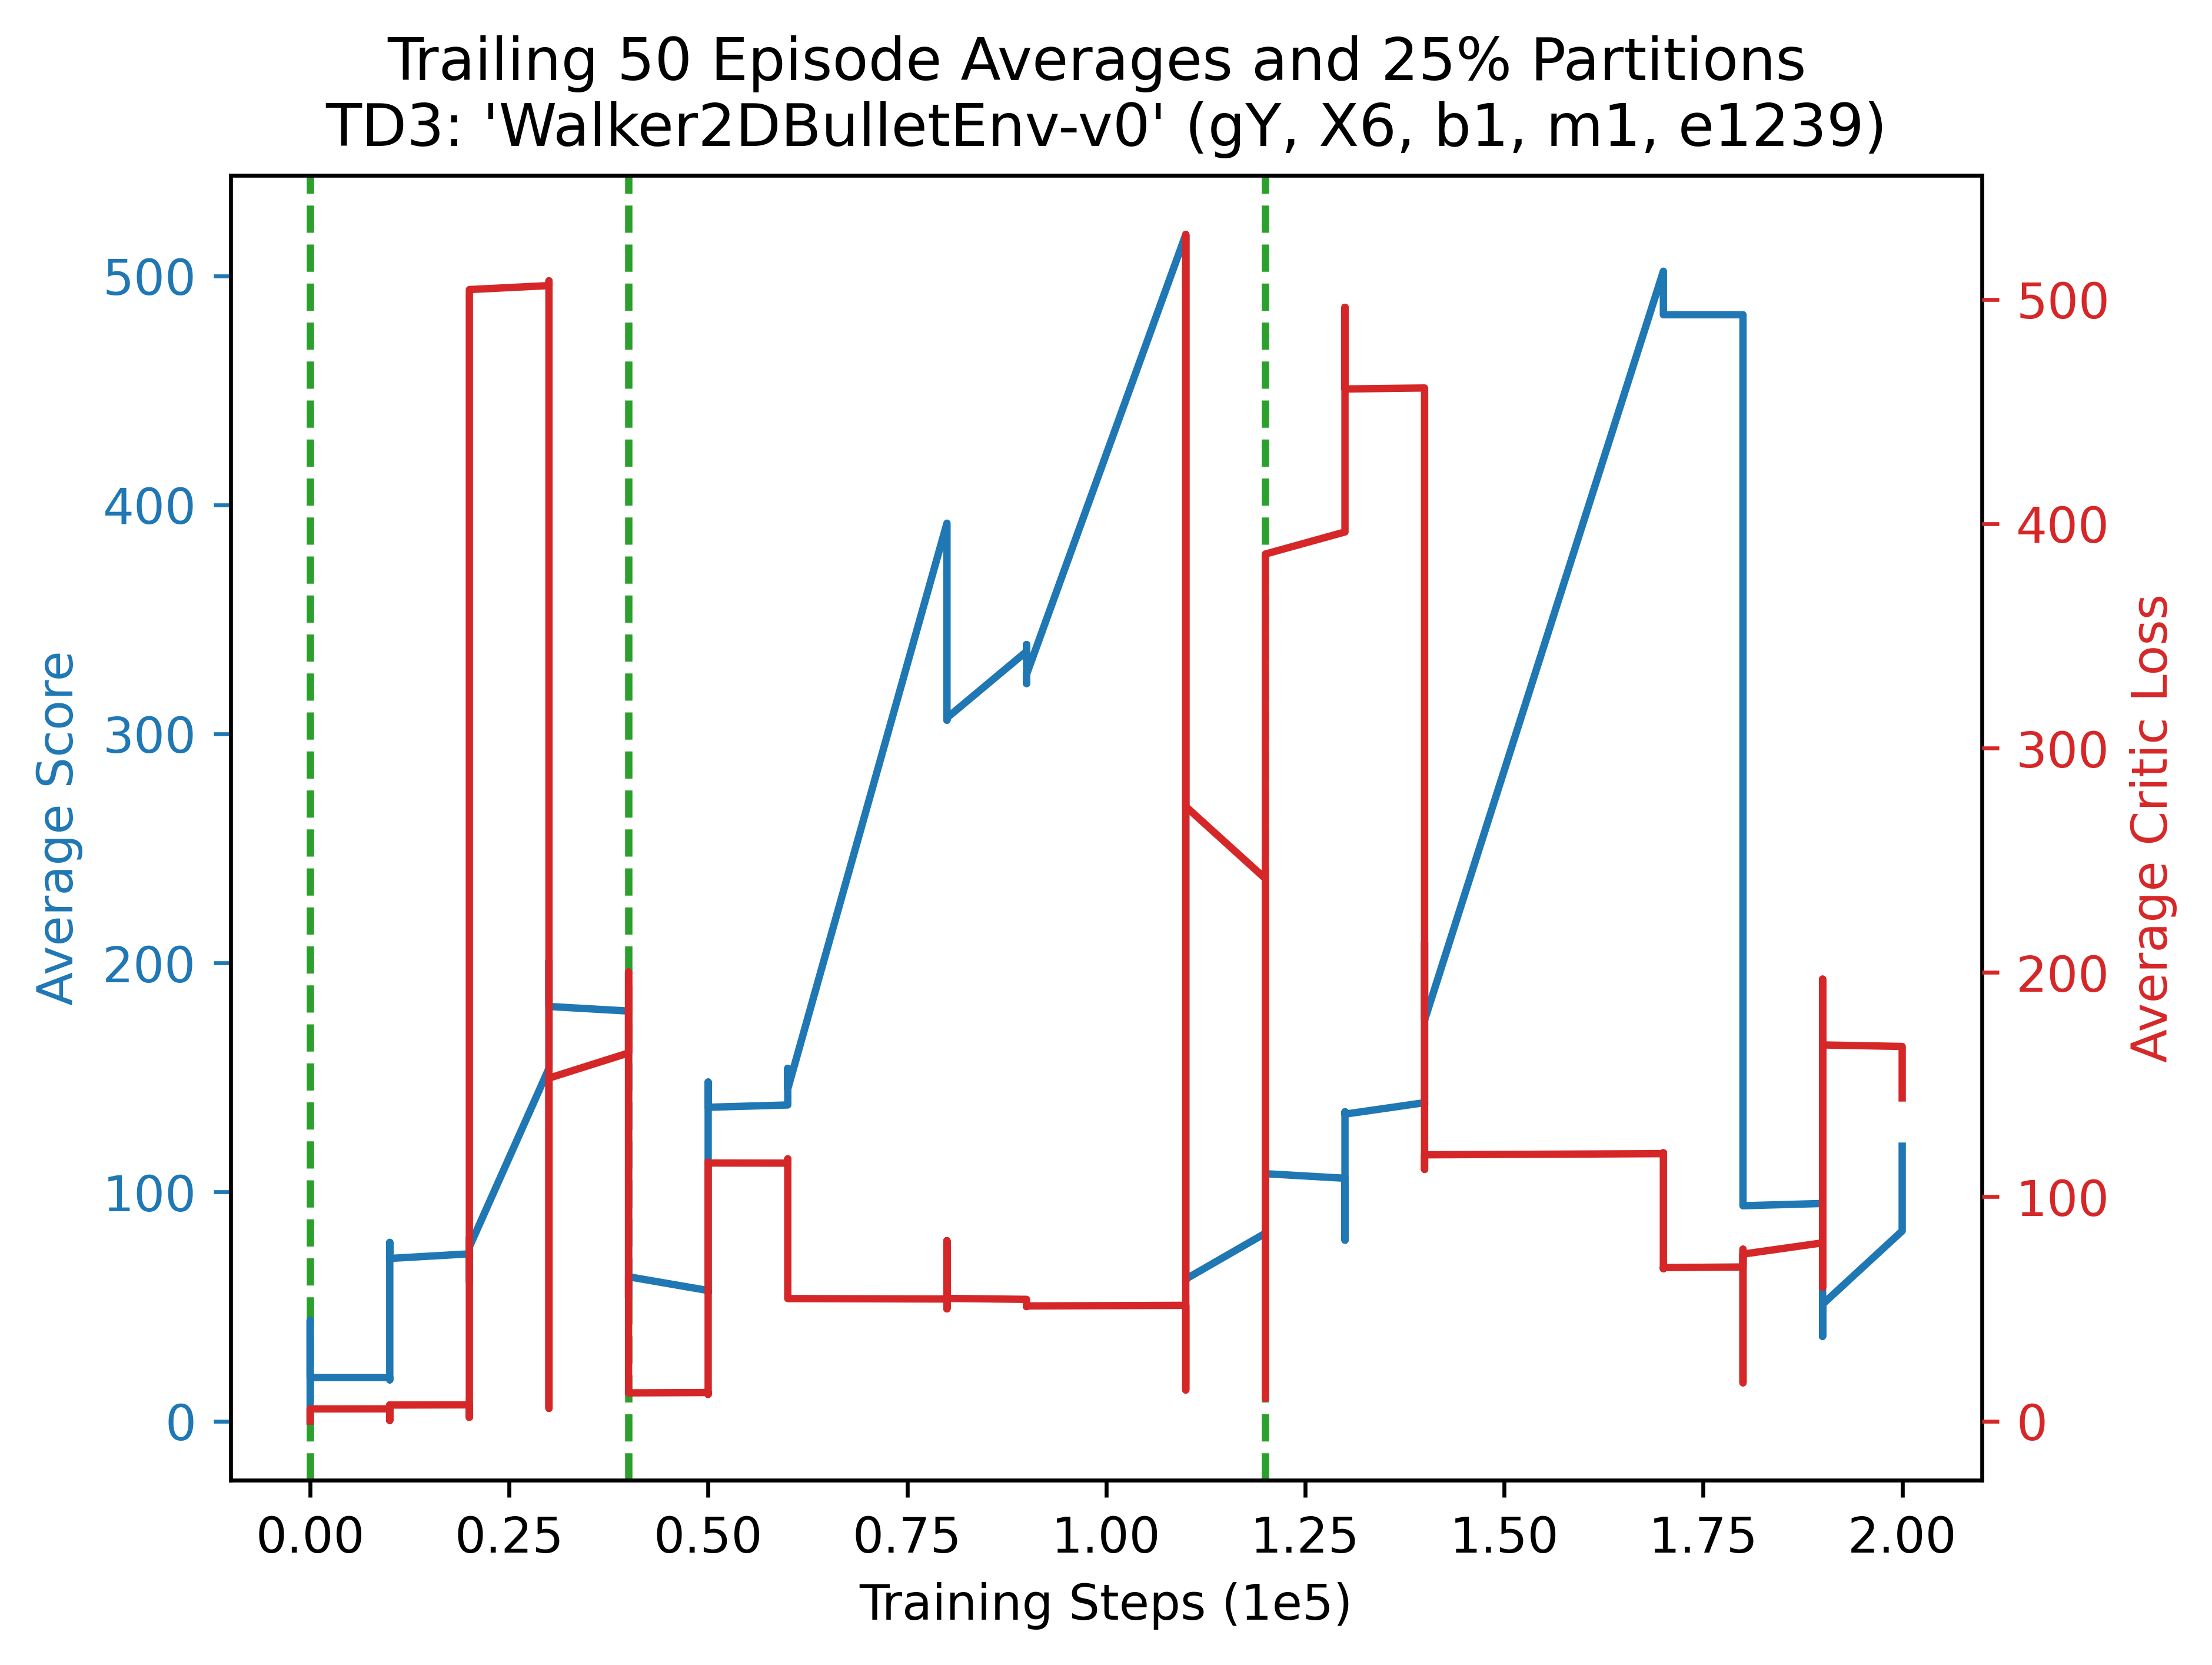 Trailing 50 Episode Averages and 25% Partitions
TD3: 'Walker2DBulletEnv-v0' (gY, X6, b1, m1, e1239)
500
400
300
200
100
0
Average Score
500
400
300
200
100
0
Average Critic Loss
0.00 0.25 0.50 0.75 1.00 1.25 1.50 1.75 2.00
Training Steps (1e5)